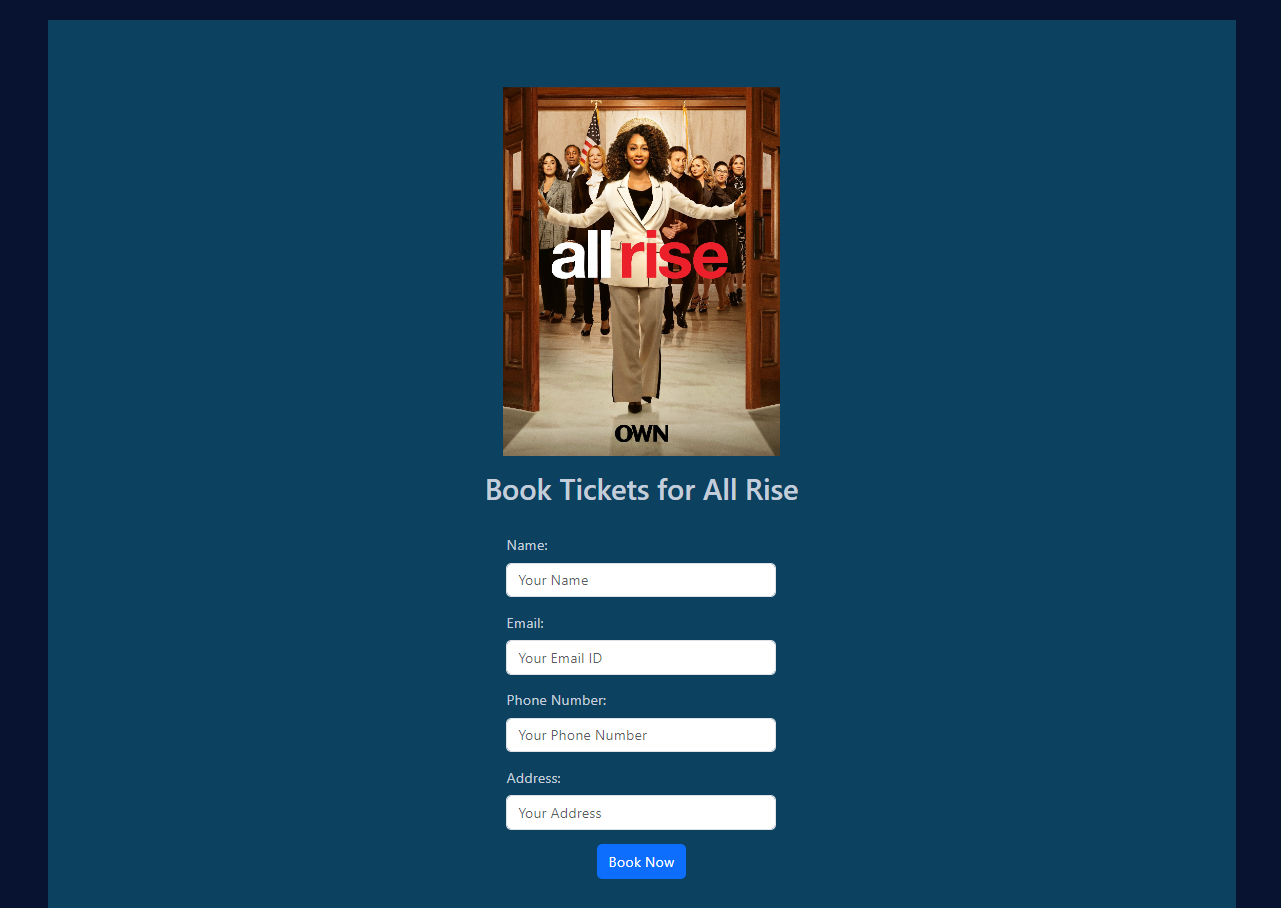 all rise
OWN
Book Tickets for All Rise
Name:
Your Name
Email:
Your Email ID
Phone Number:
Your Phone Number
Address:
Your Address
Book Now